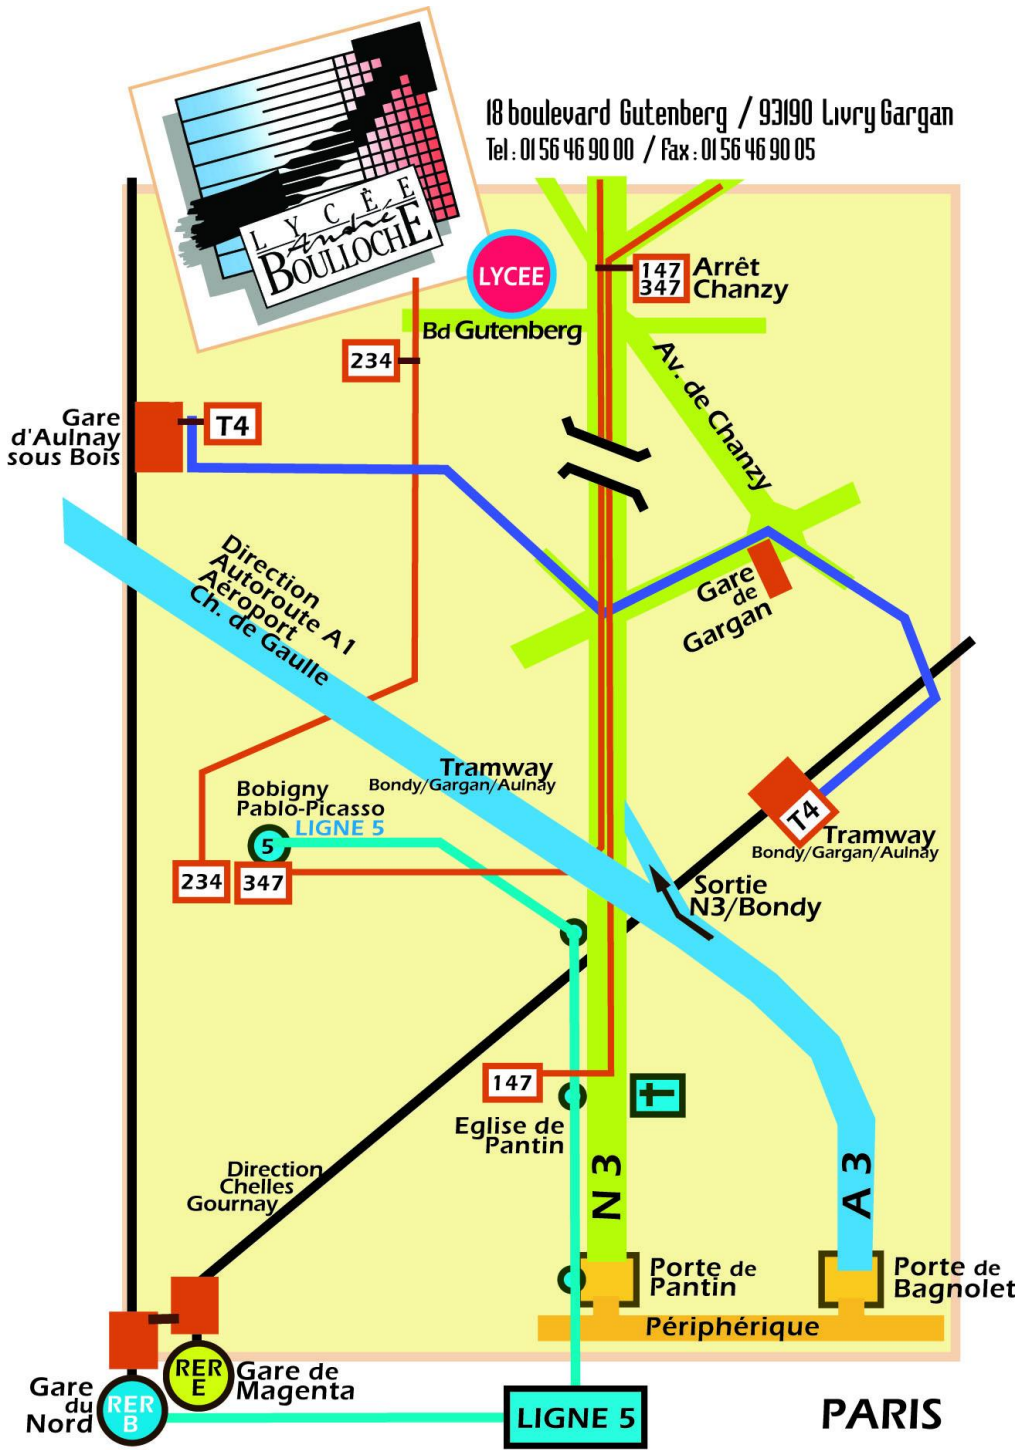 LYCÉE
André
BOULLOCHE
18 boulevard Gutenberg / 93190 Livry Gargan
Tel : 01 56 46 90 00 / Fax : 01 56 46 90 05
LYCEE
147
347
Arrêt
Chanzy
Bd Gutenberg
234
Av. de Chanzy
Gare
d'Aulnay
sous Bois
T4
Direction
Autoroute A1
Aéroport
Ch. de Gaulle
Gare
de
Gargan
Tramway
Bondy/Gargan/Aulnay
Bobigny
Pablo-Picasso
LIGNE 5
5
234
347
T4
Tramway
Bondy/Gargan/Aulnay
Sortie
N3/Bondy
147
Eglise de
Pantin
Direction
Chelles
Gournay
N 3
A 3
Porte de
Pantin
Porte de
Bagnolet
Périphérique
RER
E
Gare de
Magenta
Gare
du
Nord
RER
B
LIGNE 5
PARIS